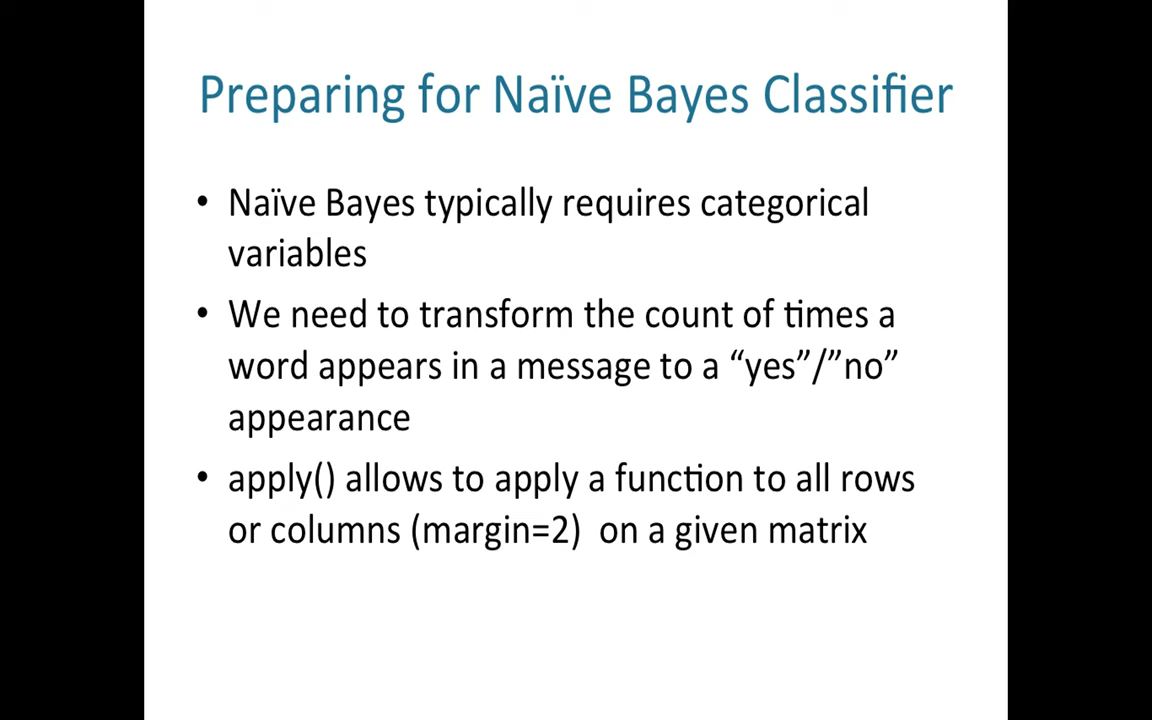 Preparing for Naïve Bayes Classifier
• Naïve Bayes typically requires categorical
variables
• We need to transform the count of times a
word appears in a message to a “yes”/”no”
appearance
• apply() allows to apply a function to all rows
or columns (margin=2)  on a given matrix